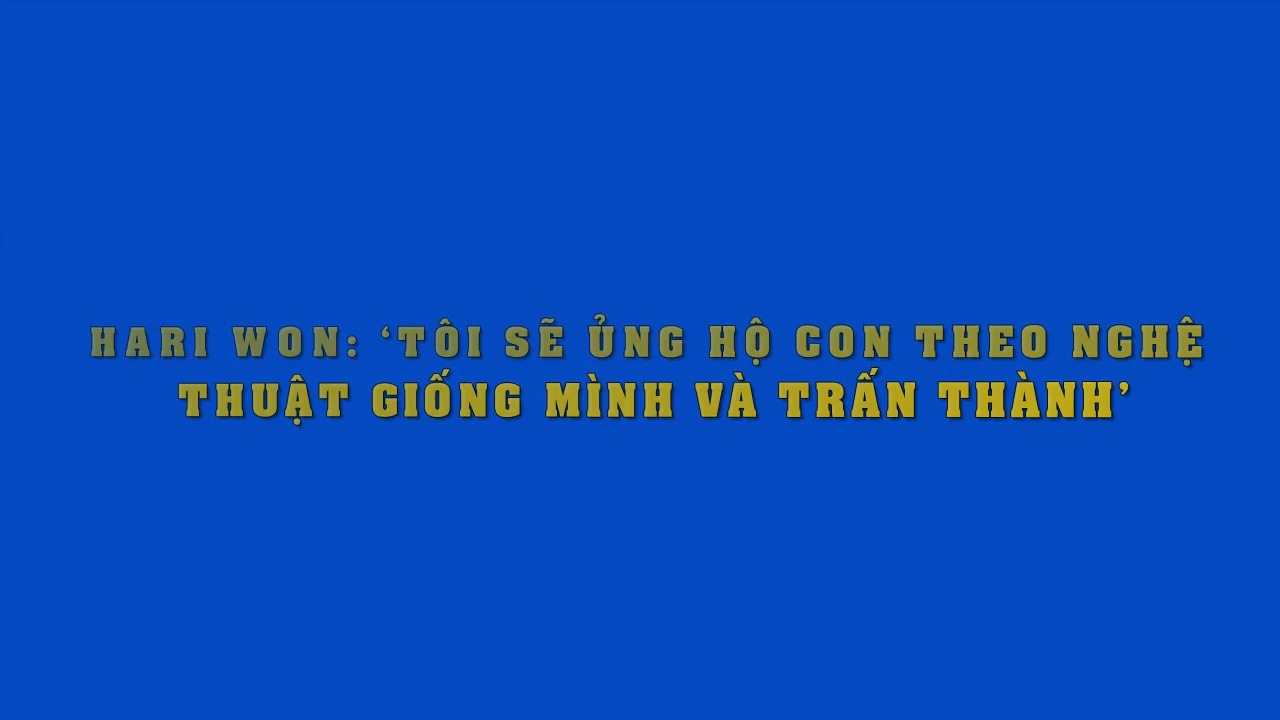 HARI WON: ‘TÔI SẼ ỦNG HỘ CON THEO NGHỆ
THUẬT GIỐNG MÌNH VÀ TRẤN THÀNH’